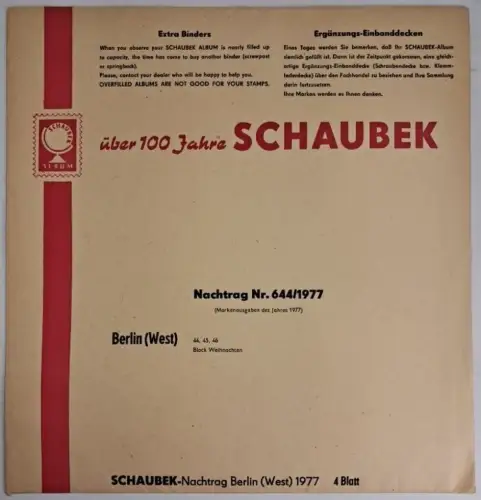 Extra Binders
When you observe your SCHAUBEK ALBUM is nearly filled up
to capacity, the time has come to buy another binder (screwpost
or springback).
Please, contact your dealer who will be happy to help you.
OVERFILLED ALBUMS ARE NOT GOOD FOR YOUR STAMPS.
Ergänzungs-Einbanddecken
Eines Tages werden Sie bemerken, daß Ihr SCHAUBEK-Album
ziemlich gefüllt ist. Dann ist der Zeitpunkt gekommen, eine gleich-
artige Ergänzungs-Einbanddecke (Schraubendecke bzw. Klemm-
federdecke) über den Fachhandel zu beziehen und Ihre Sammlung
darin fortzusetzen.
Ihre Marken werden es Ihnen danken.
SCHAUBEK
ALBUM
über 100 Jahre SCHAUBEK
Nachtrag Nr. 644/1977
(Markenausgaben des Jahres 1977)
Berlin (West)
44, 45, 46
Block Weihnachten
SCHAUBEK-Nachtrag Berlin (West) 1977 4 Blatt